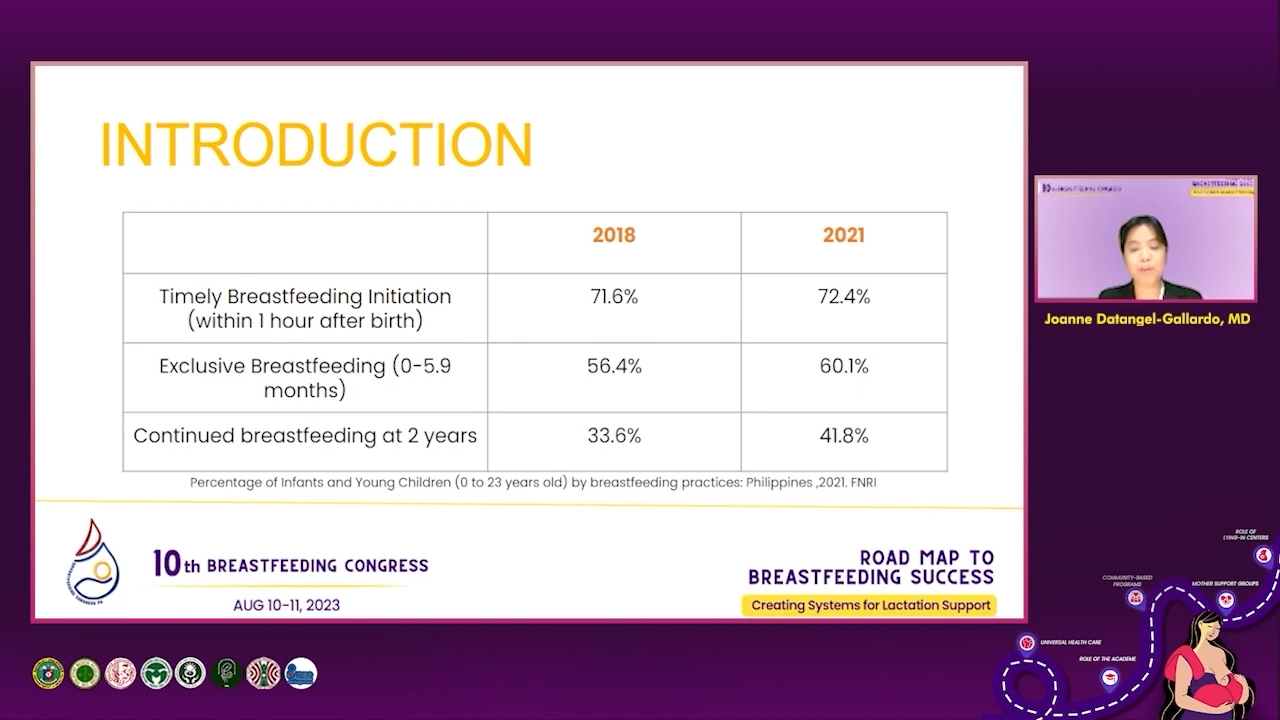 INTRODUCTION
2018
2021
Timely Breastfeeding Initiation
(within 1 hour after birth)
71.6%
72.4%
Exclusive Breastfeeding (0-5.9
months)
56.4%
60.1%
Continued breastfeeding at 2 years
33.6%
41.8%
Percentage of Infants and Young Children (0 to 23 years old) by breastfeeding practices: Philippines ,2021. FNRI
10th BREASTFEEDING CONGRESS
AUG 10-11, 2023
ROAD MAP TO
BREASTFEEDING SUCCESS
Creating Systems for Lactation Support
Joanne Datangel-Gallardo, MD
ROLE OF
LYING-IN CENTERS
COMMUNITY-BASED
PROGRAMS
MOTHER SUPPORT GROUPS
UNIVERSAL HEALTH CARE
ROLE OF THE ACADEME